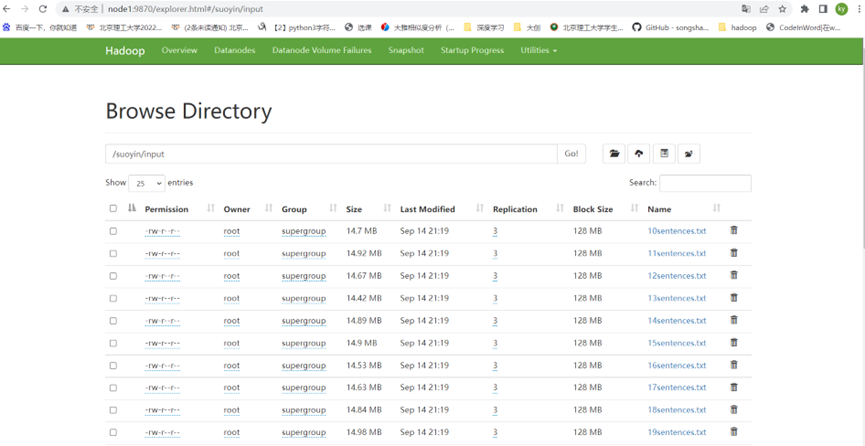 不安全 | node1:9870/explorer.html#/suoyin/input
百度一下，你就知道 北京理工大学2022... (2条未读通知) 北京... 【2】python3字符... 选课 大雅相似度分析 (... 深度学习 大创 北京理工大学学生... GitHub - songsha... hadoop CodeInWord|在w...
Hadoop Overview Datanodes Datanode Volume Failures Snapshot Startup Progress Utilities
Browse Directory
/suoyin/input Go!
Show 25 entries Search:
Permission Owner Group Size Last Modified Replication Block Size Name
-rw-r--r-- root supergroup 14.7 MB Sep 14 21:19 3 128 MB 10sentences.txt
-rw-r--r-- root supergroup 14.92 MB Sep 14 21:19 3 128 MB 11sentences.txt
-rw-r--r-- root supergroup 14.67 MB Sep 14 21:19 3 128 MB 12sentences.txt
-rw-r--r-- root supergroup 14.42 MB Sep 14 21:19 3 128 MB 13sentences.txt
-rw-r--r-- root supergroup 14.89 MB Sep 14 21:19 3 128 MB 14sentences.txt
-rw-r--r-- root supergroup 14.9 MB Sep 14 21:19 3 128 MB 15sentences.txt
-rw-r--r-- root supergroup 14.53 MB Sep 14 21:19 3 128 MB 16sentences.txt
-rw-r--r-- root supergroup 14.63 MB Sep 14 21:19 3 128 MB 17sentences.txt
-rw-r--r-- root supergroup 14.84 MB Sep 14 21:19 3 128 MB 18sentences.txt
-rw-r--r-- root supergroup 14.98 MB Sep 14 21:19 3 128 MB 19sentences.txt